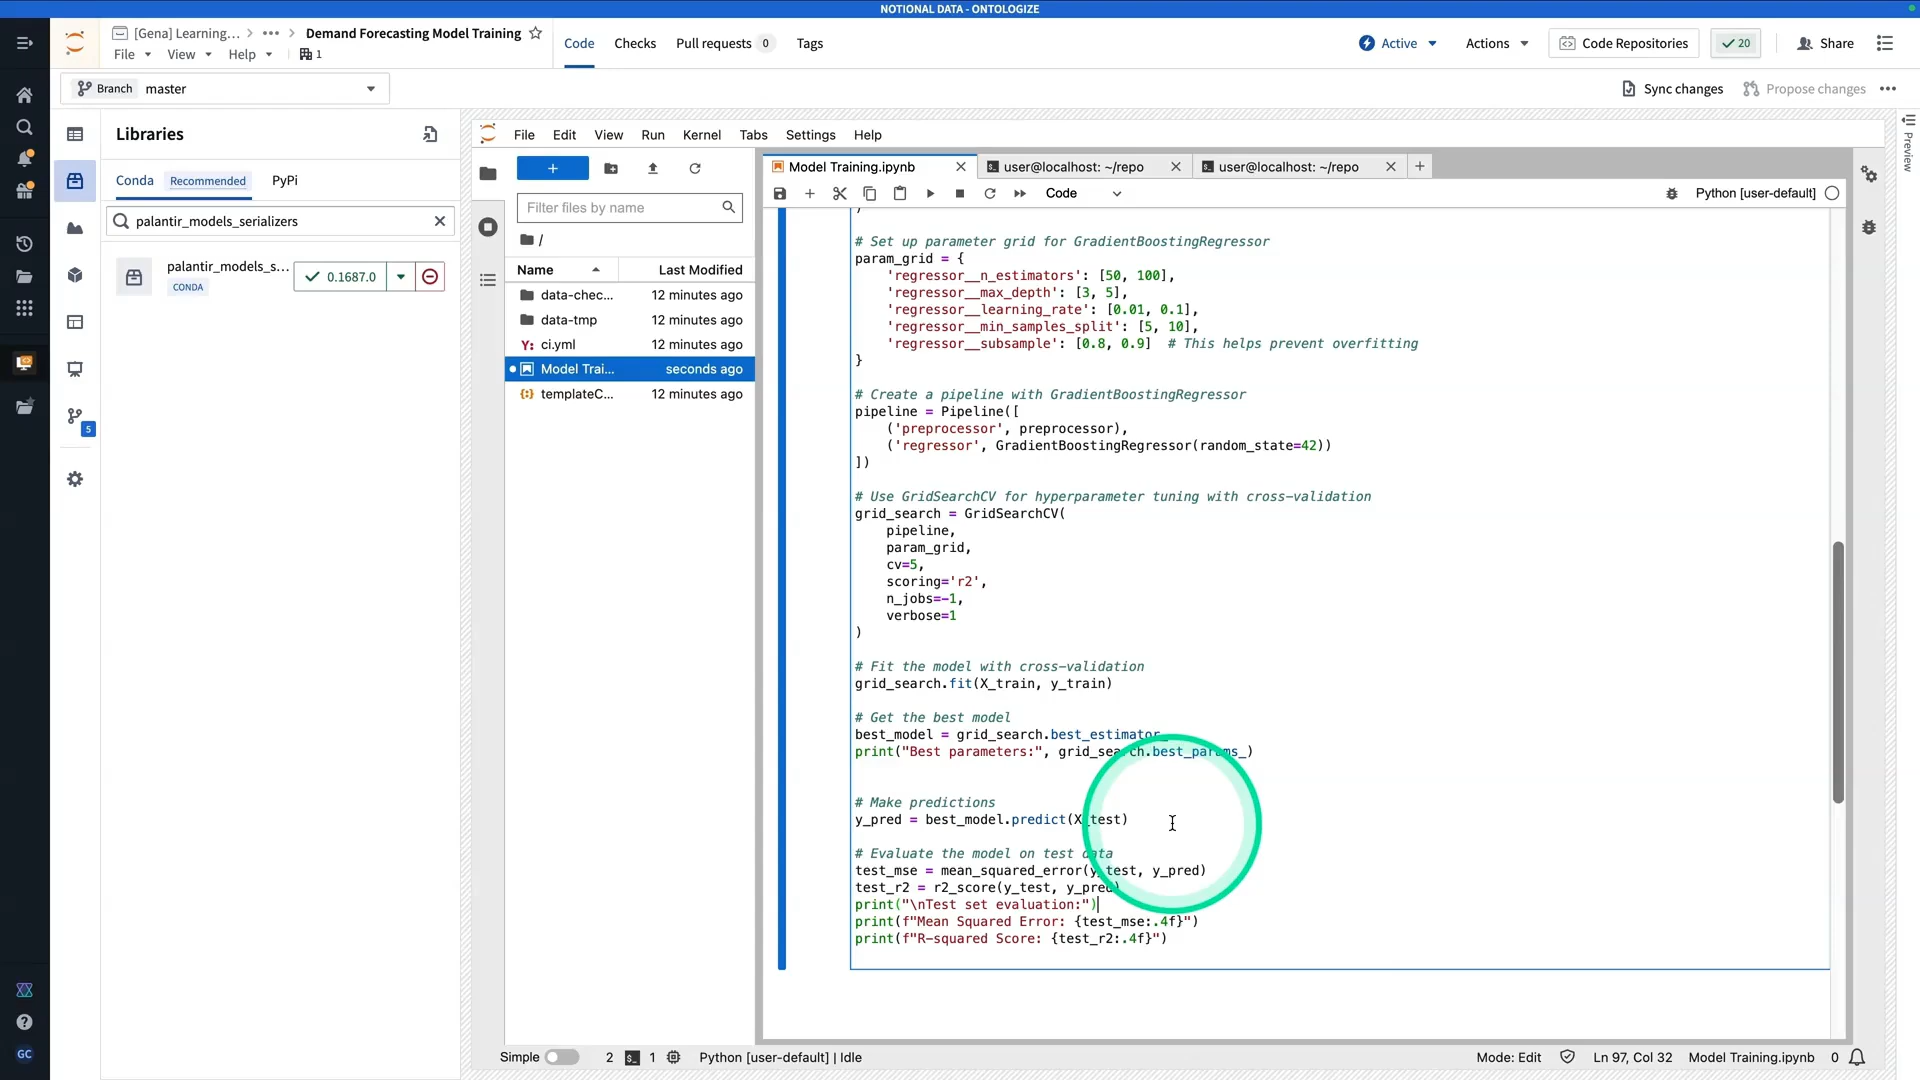 NOTIONAL DATA - ONTOLOGIZE
[Gena] Learning... > ••• > Demand Forecasting Model Training
File View Help 1
Code Checks Pull requests 0 Tags
Active Actions Code Repositories 20 Share
Branch master
Sync changes Propose changes •••
Libraries
Conda Recommended PyPi
palantir_models_serializers
palantir_models_s... 0.1687.0
CONDA
5
GC
File Edit View Run Kernel Tabs Settings Help
Preview
Model Training.ipynb user@localhost: ~/repo user@localhost: ~/repo
Code Python [user-default]
Filter files by name
/
Name Last Modified
data-chec... 12 minutes ago
data-tmp 12 minutes ago
Y: ci.yml 12 minutes ago
Model Trai... seconds ago
templateC... 12 minutes ago
)
# Set up parameter grid for GradientBoostingRegressor
param_grid = {
'regressor__n_estimators': [50, 100],
'regressor__max_depth': [3, 5],
'regressor__learning_rate': [0.01, 0.1],
'regressor__min_samples_split': [5, 10],
'regressor__subsample': [0.8, 0.9] # This helps prevent overfitting
}
# Create a pipeline with GradientBoostingRegressor
pipeline = Pipeline([
('preprocessor', preprocessor),
('regressor', GradientBoostingRegressor(random_state=42))
])
# Use GridSearchCV for hyperparameter tuning with cross-validation
grid_search = GridSearchCV(
pipeline,
param_grid,
cv=5,
scoring='r2',
n_jobs=-1,
verbose=1
)
# Fit the model with cross-validation
grid_search.fit(X_train, y_train)
# Get the best model
best_model = grid_search.best_estimator_
print("Best parameters:", grid_search.best_params_)
# Make predictions
y_pred = best_model.predict(X_test)
# Evaluate the model on test data
test_mse = mean_squared_error(y_test, y_pred)
test_r2 = r2_score(y_test, y_pred)
print("\nTest set evaluation:")
print(f"Mean Squared Error: {test_mse:.4f}")
print(f"R-squared Score: {test_r2:.4f}")
Simple 2 1 Python [user-default] | Idle Mode: Edit Ln 97, Col 32 Model Training.ipynb 0